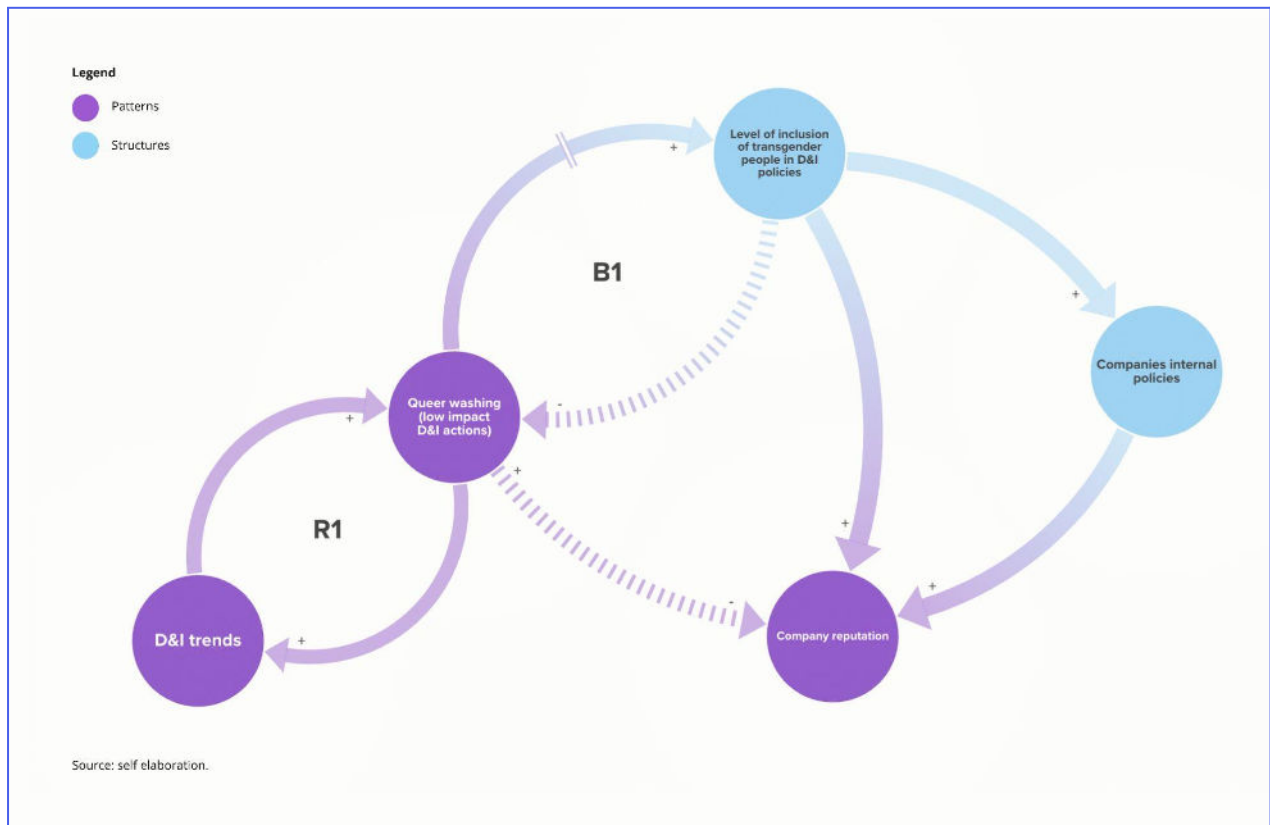 Legend
Patterns
Structures
Level of inclusion
of transgender
people in D&I
policies
+
B1
+
Companies internal
policies
Queer washing
(low impact
D&I actions)
-
+
+
R1
+
+
+
-
D&I trends
Company reputation
Source: self elaboration.